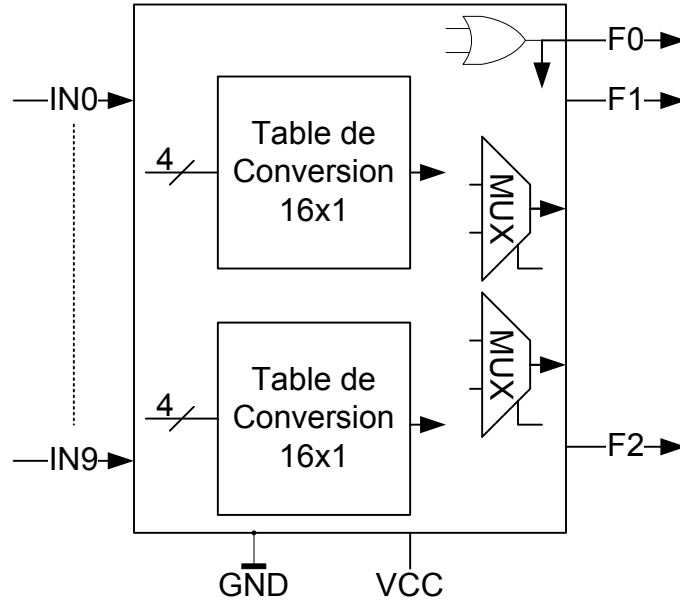 F0
IN0
F1
Table de
Conversion
16x1
4
MUX
Table de
Conversion
16x1
4
MUX
IN9
F2
GND
VCC